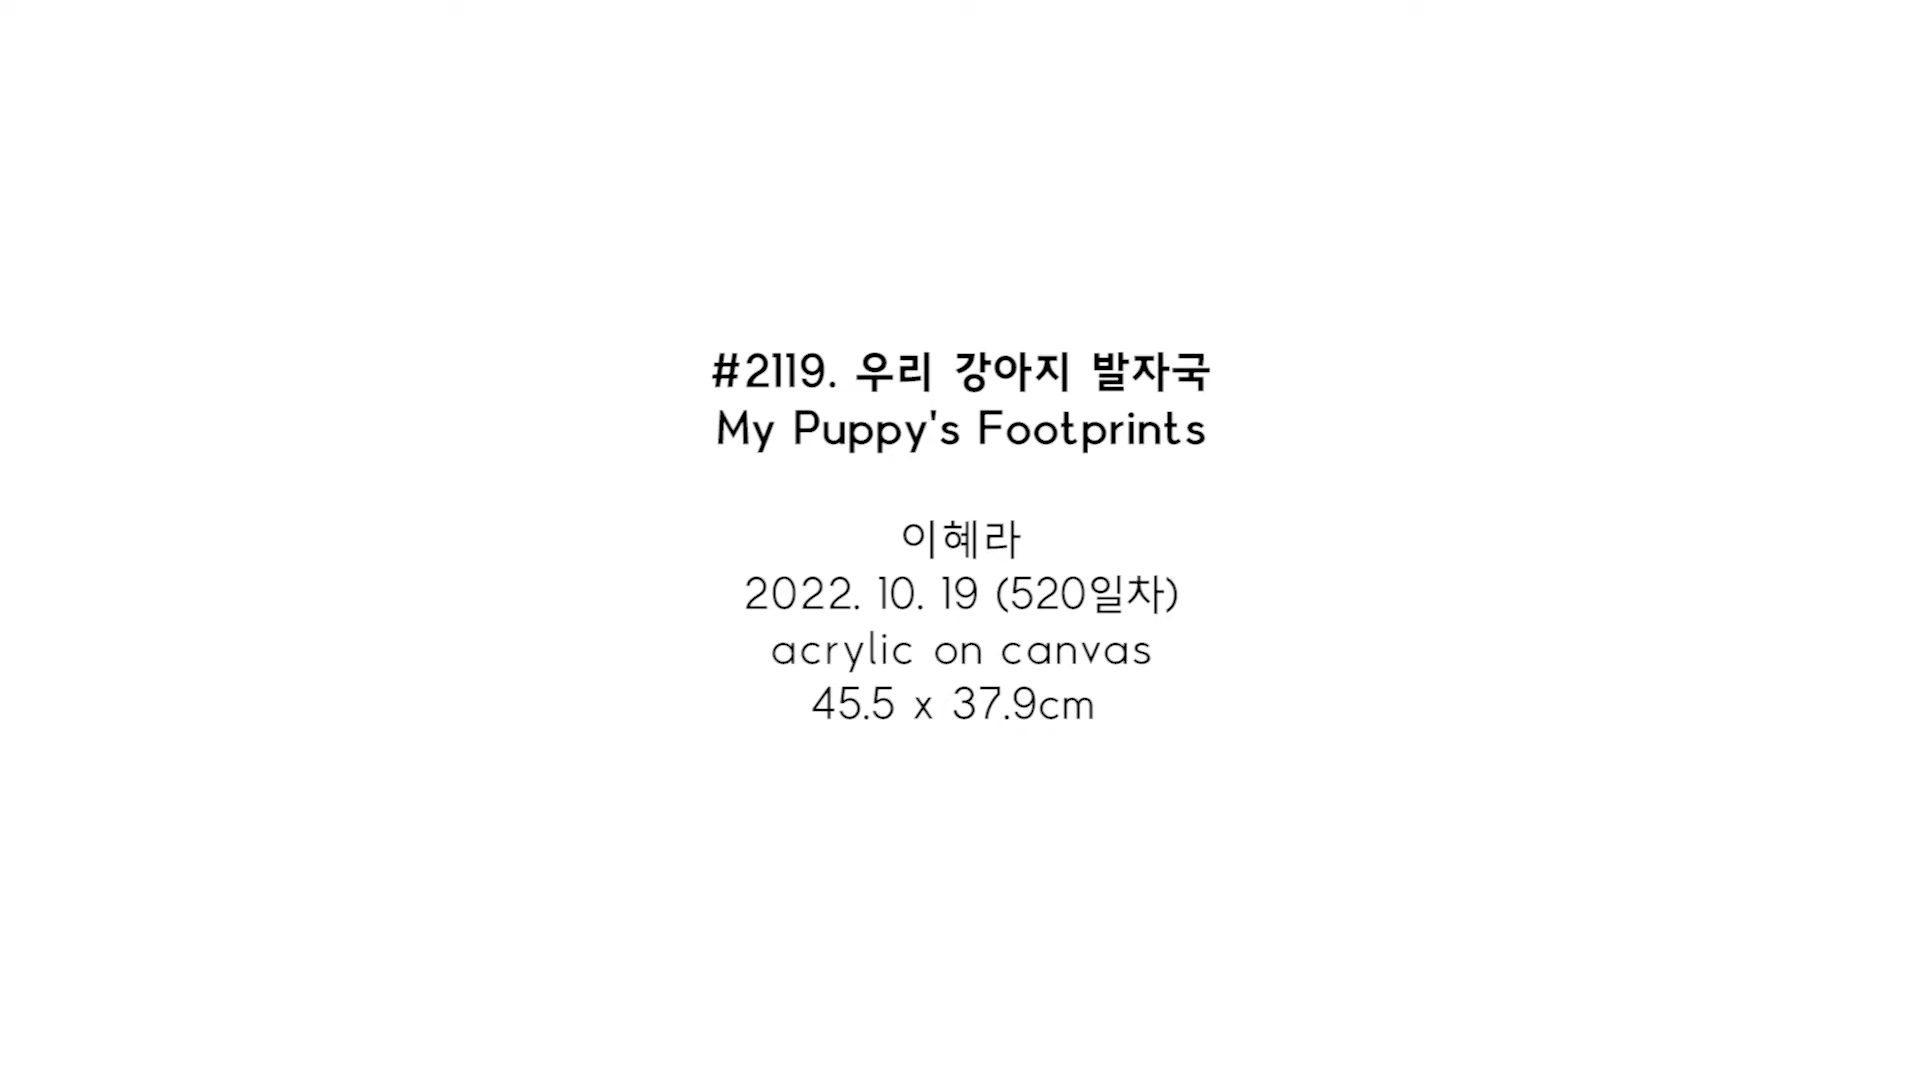 #2119. 우리 강아지 발자국
My Puppy's Footprints
이혜라
2022. 10. 19 (520일차)
acrylic on canvas
45.5 x 37.9cm